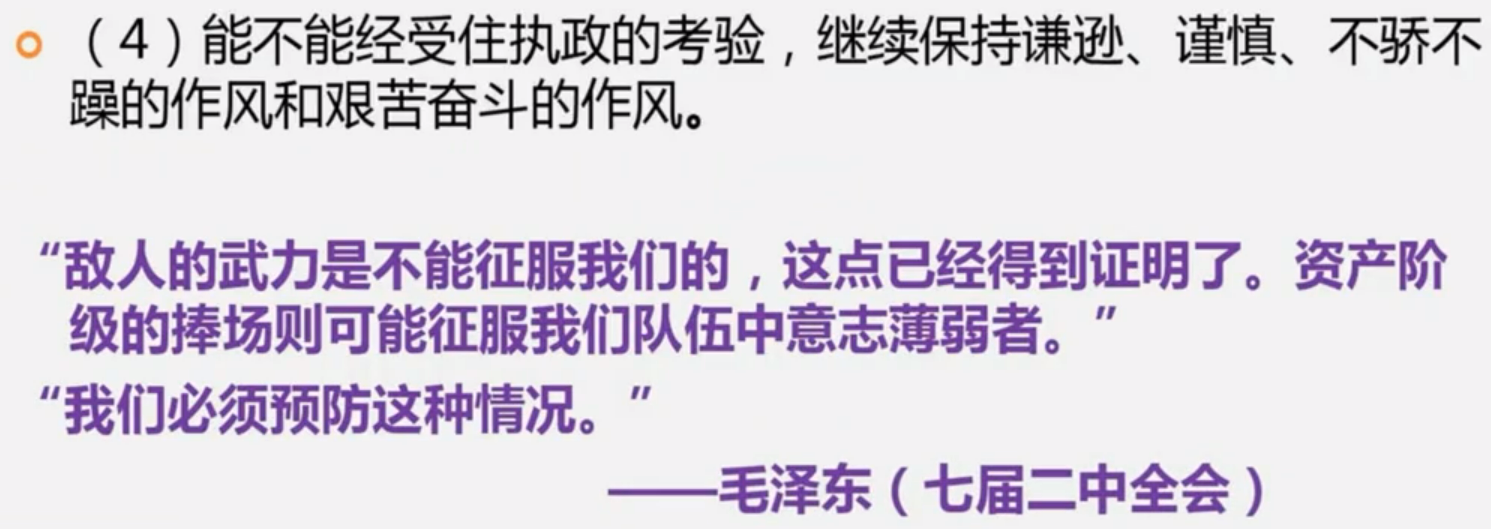 （4）能不能经受住执政的考验，继续保持谦逊、谨慎、不骄不
躁的作风和艰苦奋斗的作风。
“敌人的武力是不能征服我们的，这点已经得到证明了。资产阶
级的捧场则可能征服我们队伍中意志薄弱者。”
“我们必须预防这种情况。”
——毛泽东（七届二中全会）